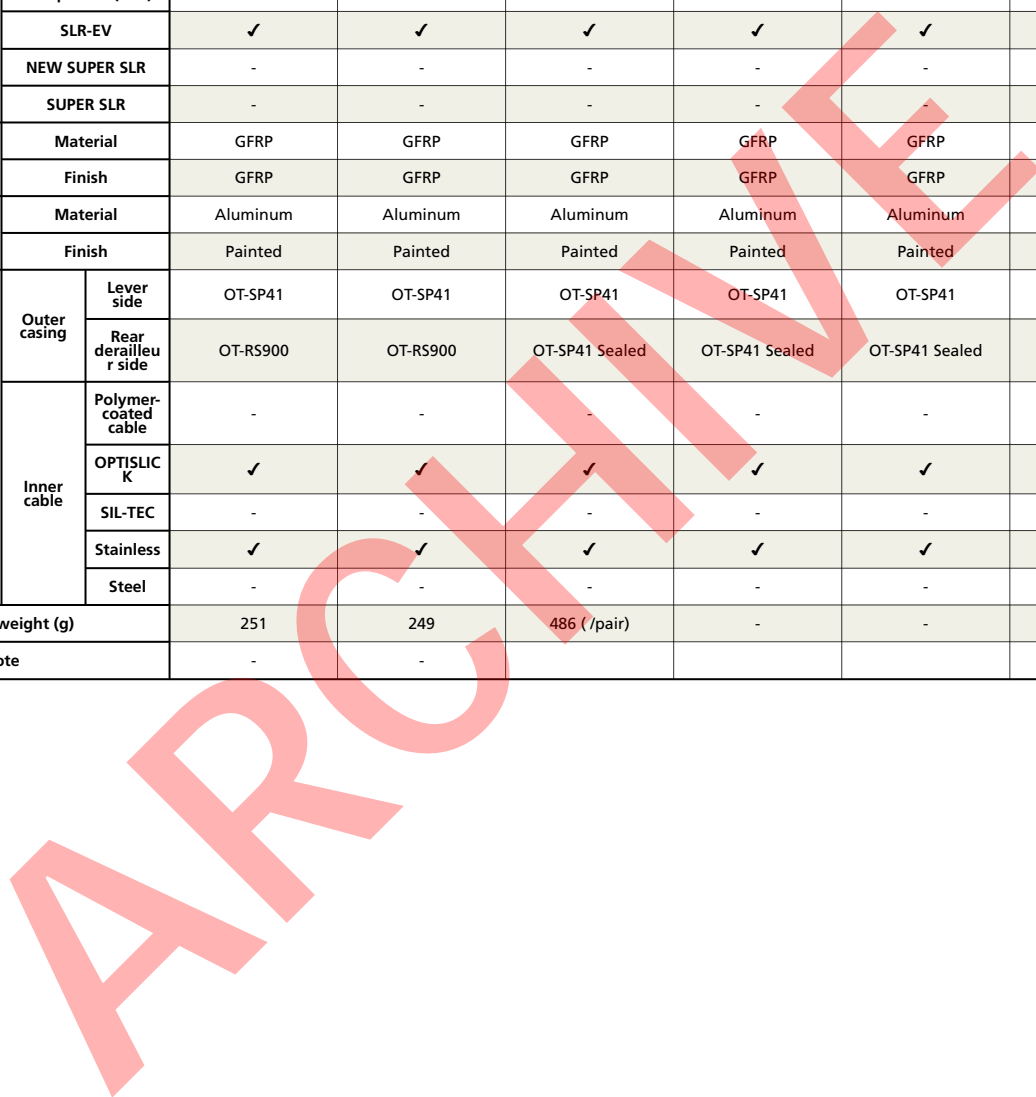 SLR-EV ✓ ✓ ✓ ✓ ✓
NEW SUPER SLR - - - - -
SUPER SLR - - - - -
Material GFRP GFRP GFRP GFRP GFRP
Finish GFRP GFRP GFRP GFRP GFRP
Material Aluminum Aluminum Aluminum Aluminum Aluminum
Finish Painted Painted Painted Painted Painted
Outer
casing
Lever
side
OT-SP41 OT-SP41 OT-SP41 OT-SP41 OT-SP41
Rear
derailleu
r side
OT-RS900 OT-RS900 OT-SP41 Sealed OT-SP41 Sealed OT-SP41 Sealed
Inner
cable
Polymer-
coated
cable
- - - - -
OPTISLIC
K
✓ ✓ ✓ ✓ ✓
SIL-TEC - - - - -
Stainless ✓ ✓ ✓ ✓ ✓
Steel - - - - -
weight (g) 251 249 486 ( /pair) - -
ote - -
ARCHIVE